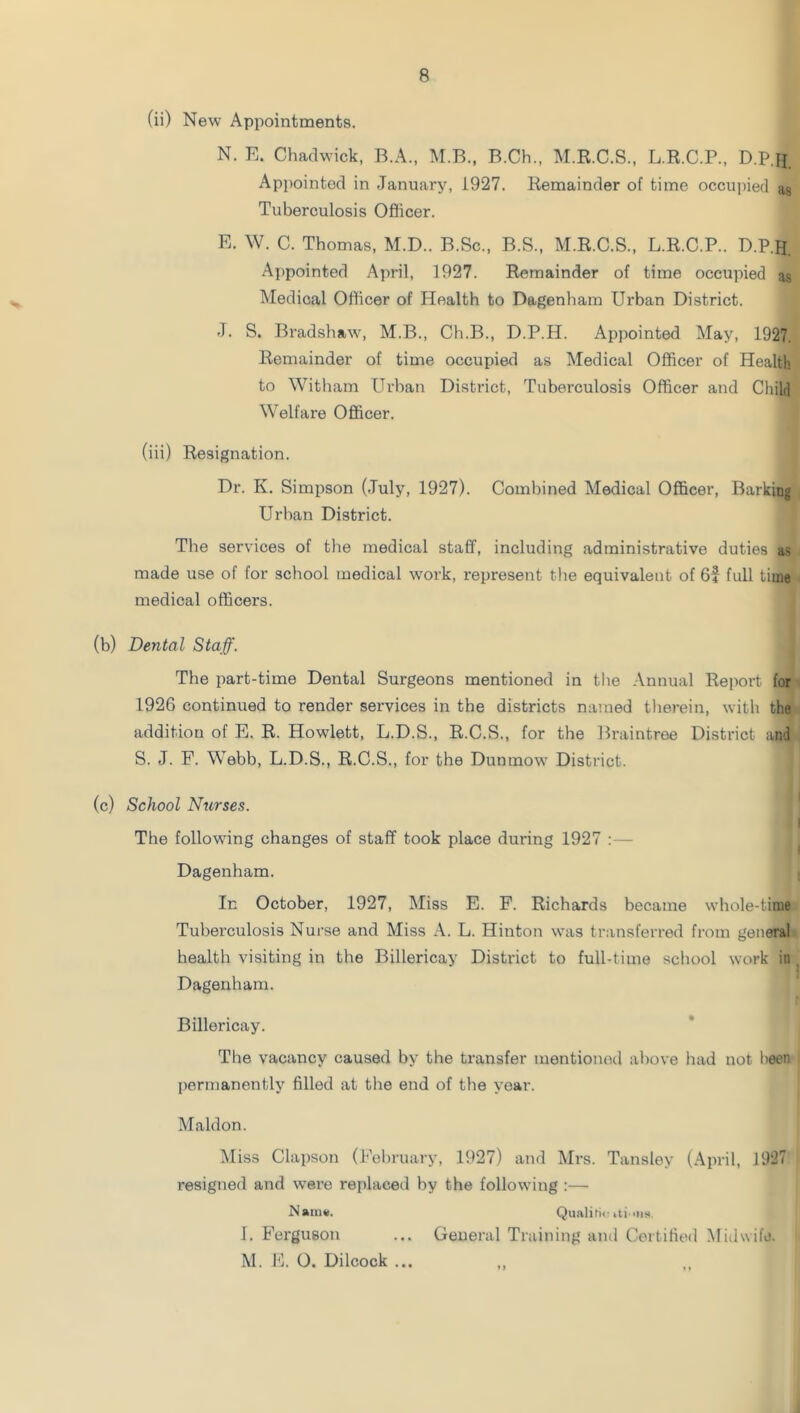 8
(ii) New Appointments.
N. E. Chadwick, B.A., M.B., B.Ch., M.R.C.S., L.R.C.P., D.P.H.
Appointed in January, 1927. Remainder of time occupied as
Tuberculosis Officer.
E. W. C. Thomas, M.D.. B.Sc., B.S., M.R.C.S., L.R.C.P.. D.P.H.
Appointed April, 1927. Remainder of time occupied as
Medical Officer of Health to Dagenham Urban District.
J. S. Bradshaw, M.B., Ch.B., D.P.H. Appointed May, 1927.
Remainder of time occupied as Medical Officer of Health
to Witham Urban District, Tuberculosis Officer and Child
Welfare Officer.
(iii) Resignation.
Dr. K. Simpson (July, 1927). Combined Medical Officer, Barking
Urban District.
The services of the medical staff, including administrative duties as
made use of for school medical work, represent the equivalent of 6¾ full time
medical officers.
(b) Dental Staff.
The part-time Dental Surgeons mentioned in the Annual Report for
1926 continued to render services in the districts named therein, with the
addition of E. R. Howlett, L.D.S., R.C.S., for the Braintree District and
S. J. F. Webb, L.D.S., R.C.S., for the Dunmow District.
(c) School Nurses.
The following changes of staff took place during 1927 :—
Dagenham.
In October, 1927, Miss E. F. Richards became whole-time
Tuberculosis Nurse and Miss A. L. Hinton was transferred from general
health visiting in the Billericay District to full-time school work in
Dagenham.
Billericay.
The vacancy caused by the transfer mentioned above had not been
permanently filled at the end of the year.
Maldon.
Miss Clapson (February, 1927) and Mrs. Tansley (April, 1927
resigned and were replaced by the following :—
Name. Qualifications.
I. Ferguson ... General Training and Certified Midwife.
M. E. O. Dilcock ... ,, ,,